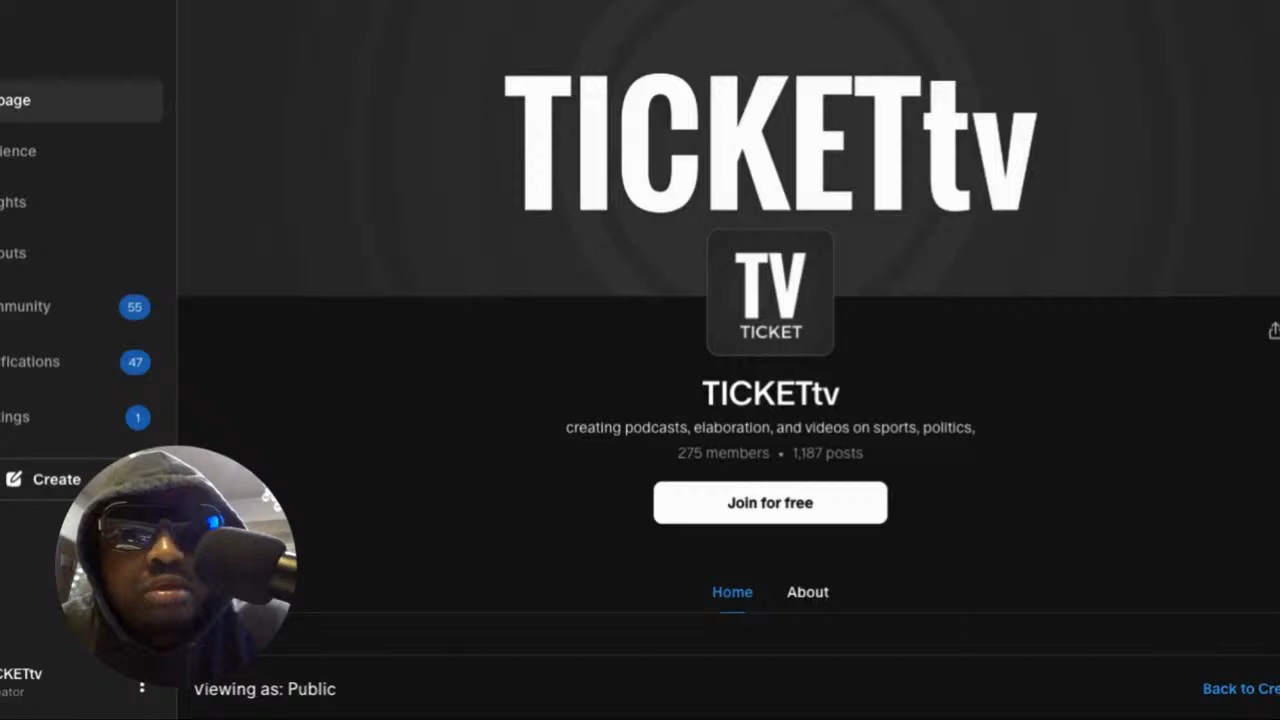 TICKETtv
page
ience
ghts
outs
mmunity 55
ifications 47
ings 1
Create
TV
TICKET
TICKETtv
creating podcasts, elaboration, and videos on sports, politics,
275 members • 1,187 posts
Join for free
Home About
CKETtv
eator
Viewing as: Public
Back to Cre